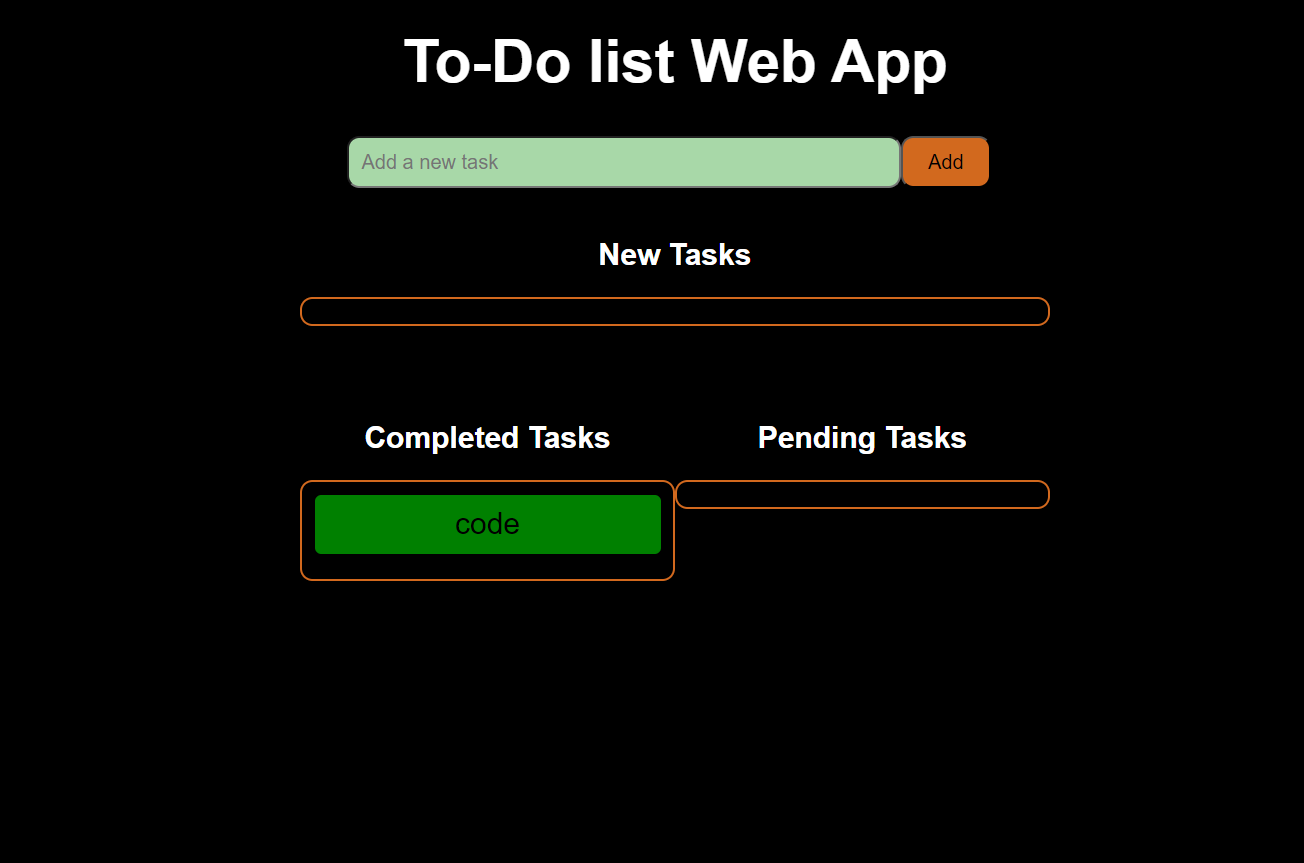 To-Do list Web App
Add a new task
Add
New Tasks
Completed Tasks
Pending Tasks
code